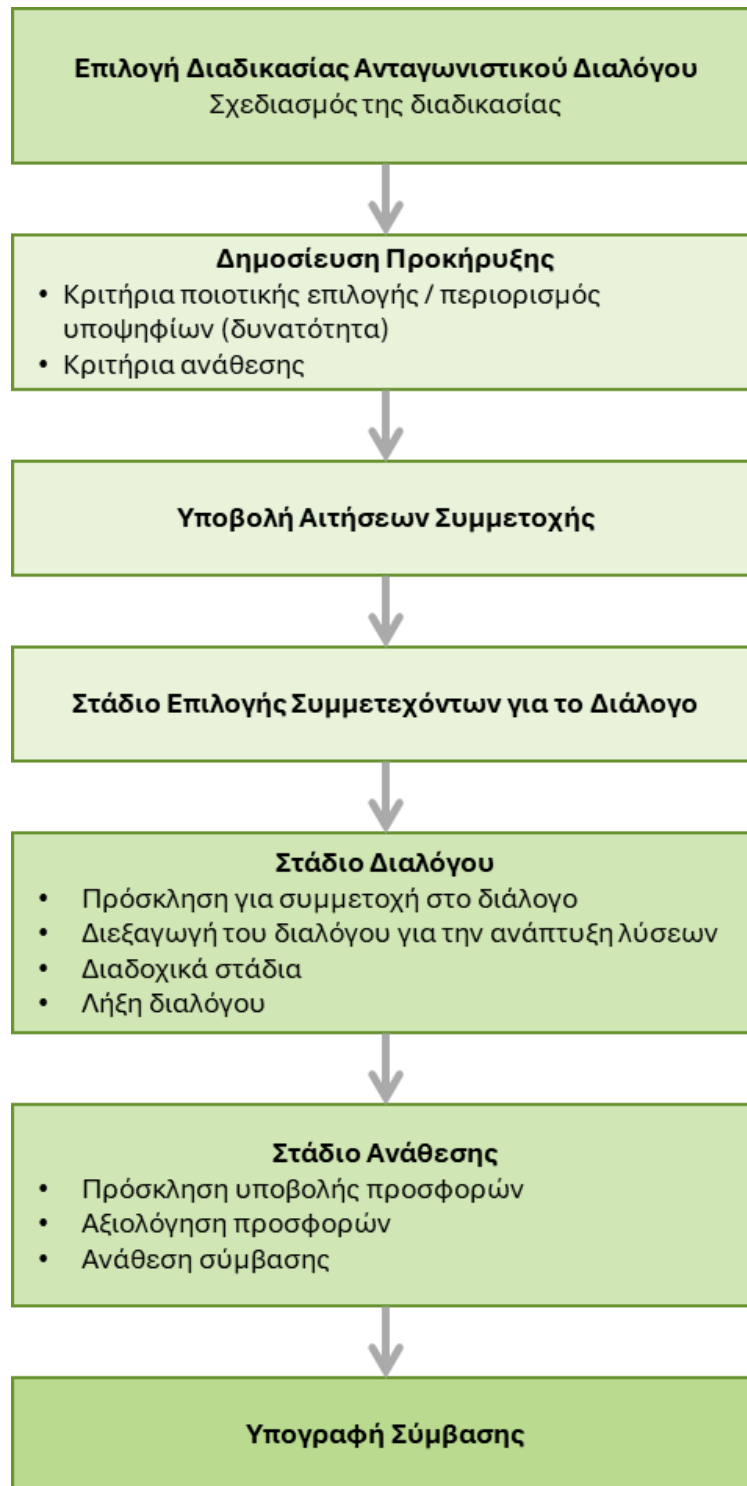 Επιλογή Διαδικασίας Ανταγωνιστικού Διαλόγου
Σχεδιασμός της διαδικασίας
Δημοσίευση Προκήρυξης
• Κριτήρια ποιοτικής επιλογής / περιορισμός
υποψηφίων (δυνατότητα)
• Κριτήρια ανάθεσης
Υποβολή Αιτήσεων Συμμετοχής
Στάδιο Επιλογής Συμμετεχόντων για το Διάλογο
Στάδιο Διαλόγου
• Πρόσκληση για συμμετοχή στο διάλογο
• Διεξαγωγή του διαλόγου για την ανάπτυξη λύσεων
• Διαδοχικά στάδια
• Λήξη διαλόγου
Στάδιο Ανάθεσης
• Πρόσκληση υποβολής προσφορών
• Αξιολόγηση προσφορών
• Ανάθεση σύμβασης
Υπογραφή Σύμβασης